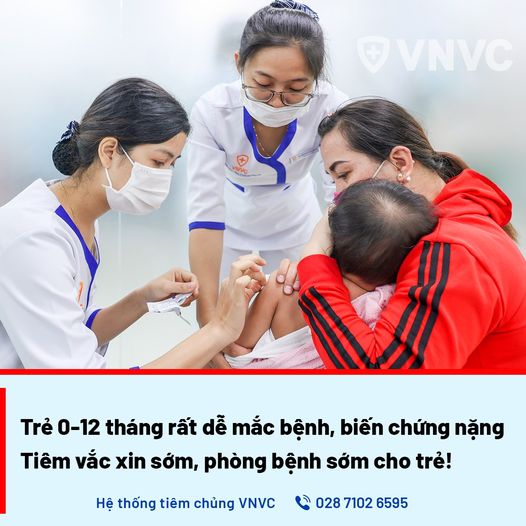 VNVC
VNVC
Trẻ 0-12 tháng rất dễ mắc bệnh, biến chứng nặng
Tiêm vắc xin sớm, phòng bệnh sớm cho trẻ!
Hệ thống tiêm chủng VNVC 028 7102 6595